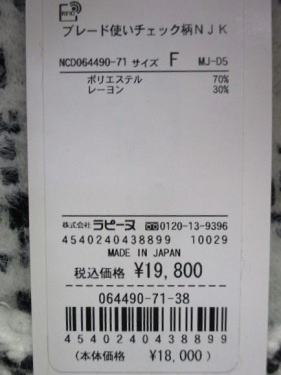 RFID
ブレード使いチェック柄NJK
NCD064490-71 サイズ F MJ-D5
ポリエステル 70%
レーヨン 30%
株式会社 ラピーヌ 0120-13-9396
4540240438899 10029
MADE IN JAPAN
税込価格 ¥19,800
064490-71-38
4540240438899
(本体価格 ¥18,000)